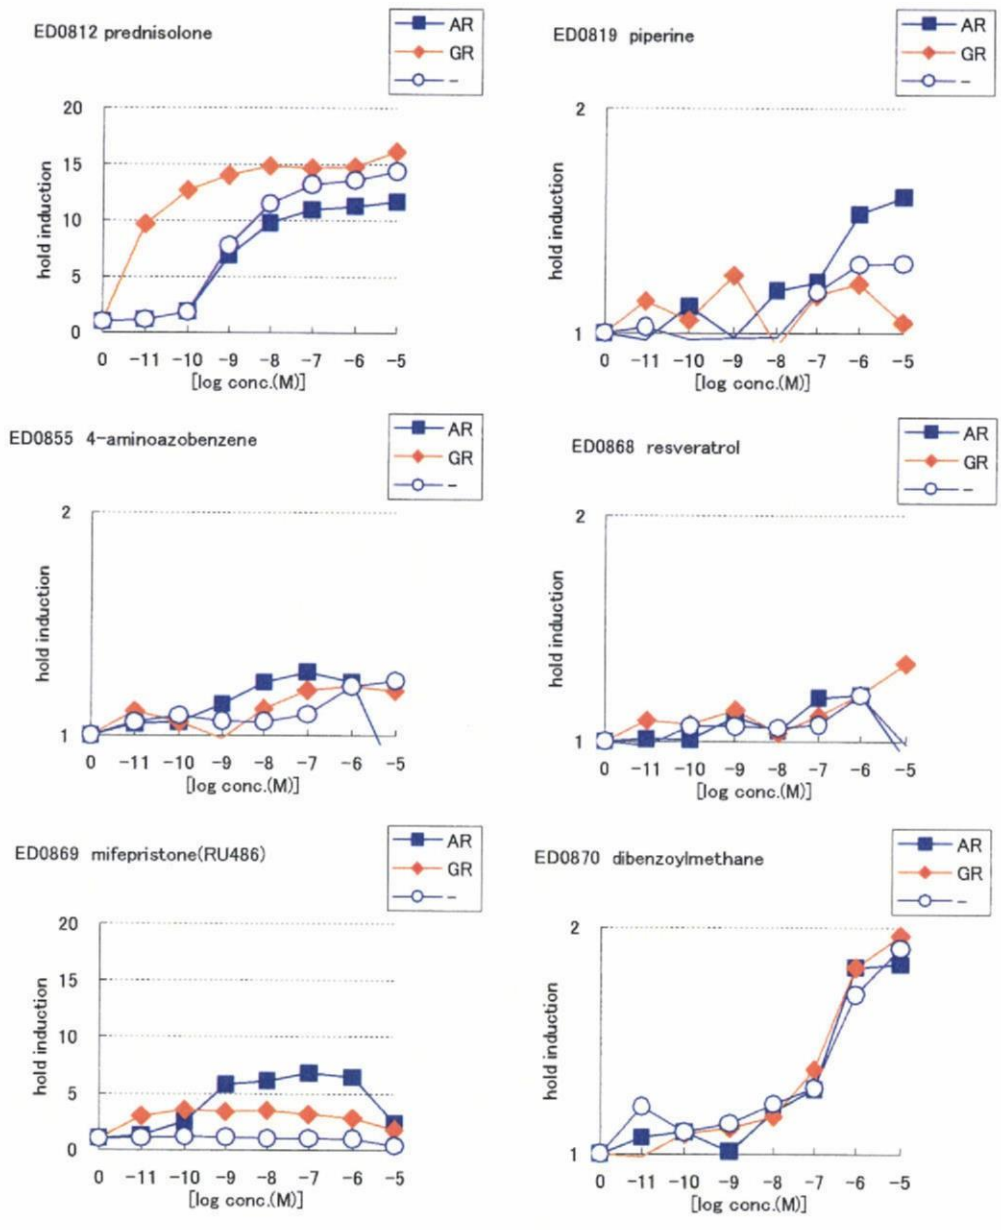 ED0812 prednisolone
AR
GR
–
20
15
10
5
0
hold induction
0 -11 -10 -9 -8 -7 -6 -5
[log conc.(M)]
ED0819 piperine
AR
GR
–
2
1
hold induction
0 -11 -10 -9 -8 -7 -6 -5
[log conc.(M)]
ED0855 4-aminoazobenzene
AR
GR
–
2
1
hold induction
0 -11 -10 -9 -8 -7 -6 -5
[log conc.(M)]
ED0868 resveratrol
AR
GR
–
2
1
hold induction
0 -11 -10 -9 -8 -7 -6 -5
[log conc.(M)]
ED0869 mifepristone(RU486)
AR
GR
–
20
15
10
5
0
hold induction
0 -11 -10 -9 -8 -7 -6 -5
[log conc.(M)]
ED0870 dibenzoylmethane
AR
GR
–
2
1
hold induction
0 -11 -10 -9 -8 -7 -6 -5
[log conc.(M)]